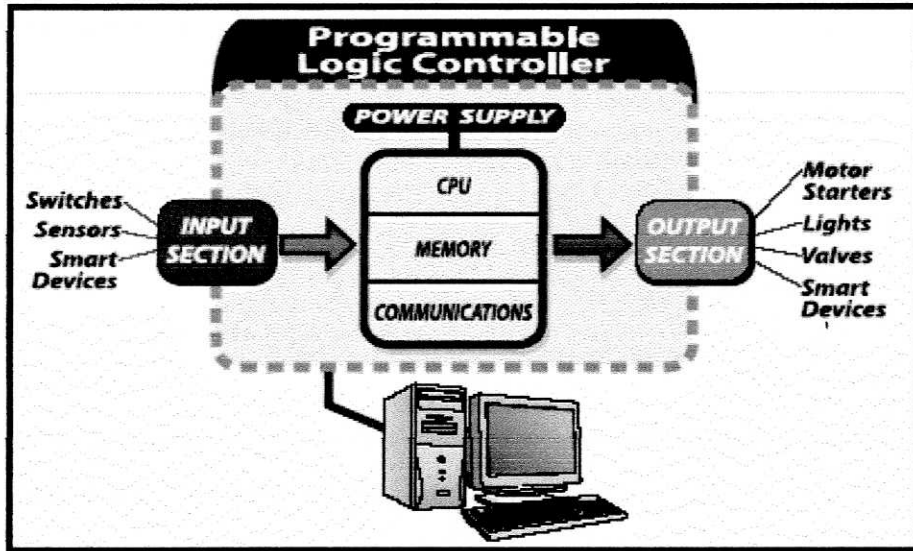 Programmable
Logic Controller
POWER SUPPLY
CPU
MEMORY
COMMUNICATIONS
Switches
Sensors
Smart
Devices
INPUT
SECTION
OUTPUT
SECTION
Motor
Starters
Lights
Valves
Smart
Devices